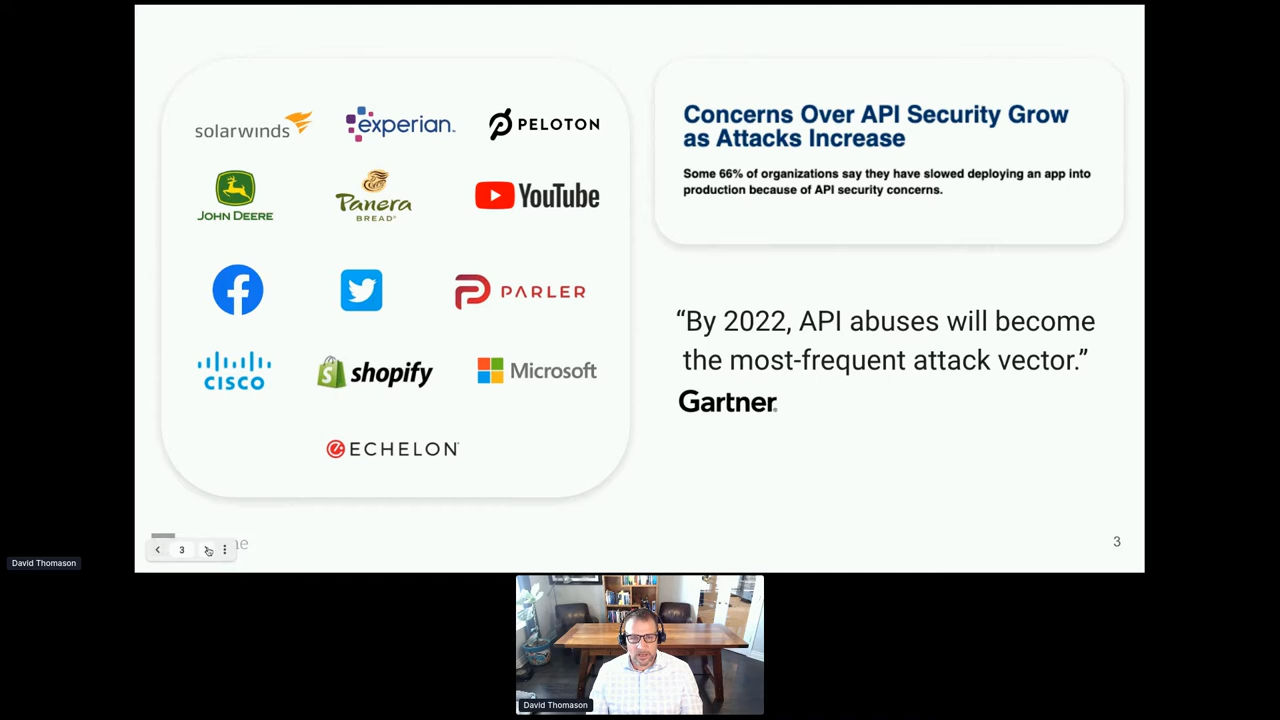 solarwinds
experian.
PELOTON
JOHN DEERE
Panera
BREAD®
YouTube
PARLER
CISCO
shopify
Microsoft
ECHELON
Concerns Over API Security Grow
as Attacks Increase
Some 66% of organizations say they have slowed deploying an app into
production because of API security concerns.
“By 2022, API abuses will become
the most-frequent attack vector.”
Gartner®
3
3
David Thomason
David Thomason